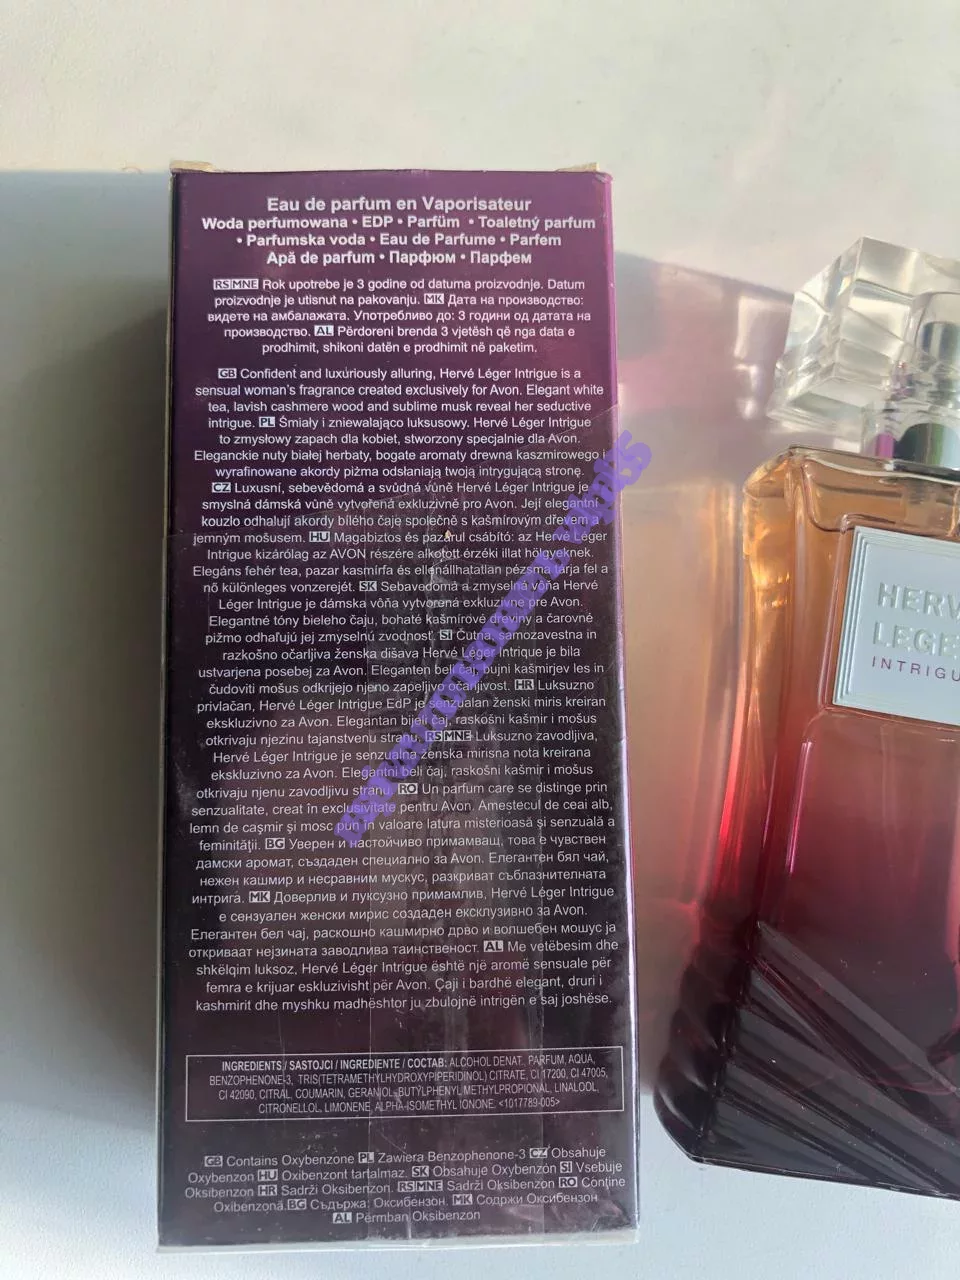 Eau de parfum en Vaporisateur
Woda perfumowana • EDP • Parfüm • Toaletný parfum
• Parfumska voda • Eau de Parfume • Parfem
Apă de parfum • Парфюм • Парфем
RS MNE Rok upotrebe je 3 godine od datuma proizvodnje. Datum
proizvodnje je utisnut na pakovanju. MK Дата на производство:
видете на амбалажата. Употребливо до: 3 години од датата на
производство. AL Përdoreni brenda 3 vjetësh që nga data e
prodhimit, shikoni datën e prodhimit në paketim.
GB Confident and luxuriously alluring, Hervé Léger Intrigue is a
sensual woman's fragrance created exclusively for Avon. Elegant white
tea, lavish cashmere wood and sublime musk reveal her seductive
intrigue. PL Śmiały i zniewalająco luksusowy. Hervé Léger Intrigue
to zmysłowy zapach dla kobiet, stworzony specjalnie dla Avon.
Eleganckie nuty białej herbaty, bogate aromaty drewna kaszmirowego i
wyrafinowane akordy piżma odsłaniają twoją intrygującą stronę.
CZ Luxusní, sebevědomá a svůdná vůně Hervé Léger Intrigue je
smyslná dámská vůně vytvořená exkluzivně pro Avon. Její elegantní
kouzlo odhalují akordy bílého čaje společně s kašmírovým dřevem a
jemným mošusem. HU Magabiztos és pazarul csábító: az Hervé Léger
Intrigue kizárólag az AVON részére alkotott érzéki illat hölgyeknek.
Elegáns fehér tea, pazar kasmírfa és ellenállhatatlan pézsma tárja fel a
nő különleges vonzerejét. SK Sebavedomá a zmyselná vôňa Hervé
Léger Intrigue je dámska vôňa vytvorená exkluzívne pre Avon.
Elegantné tóny bieleho čaju, bohaté kašmírové dreviny a čarovné
pižmo odhaľujú jej zmyselnú zvodnosť. SI Čutna, samozavestna in
razkošno očarljiva ženska dišava Hervé Léger Intrique je bila
ustvarjena posebej za Avon. Eleganten beli čaj, bujni kašmirjev les in
čudoviti mošus odkrijejo njeno zapeljivo očarljivost. HR Luksuzno
privlačan, Hervé Léger Intrigue EdP je senzualan ženski miris kreiran
ekskluzivno za Avon. Elegantan bijeli čaj, raskošni kašmir i mošus
otkrivaju njezinu tajanstvenu stranu. RS MNE Luksuzno zavodljiva,
Hervé Léger Intrigue je senzualna ženska mirisna nota kreirana
ekskluzivno za Avon. Elegantni beli čaj, raskošni kašmir i mošus
otkrivaju njenu zavodljivu stranu. RO Un parfum care se distinge prin
senzualitate, creat în exclusivitate pentru Avon. Amestecul de ceai alb,
lemn de cașmir și mosc pun în valoare latura misterioasă și senzuală a
feminității. BG Уверен и настойчиво примамващ, това е чувствен
дамски аромат, създаден специално за Avon. Елегантен бял чай,
нежен кашмир и несравним мускус, разкриват съблазнителната
интрига. MK Доверлив и луксузно примамлив, Hervé Léger Intrigue
е сензуален женски мирис создаден ексклузивно за Avon.
Елегантен бел чај, раскошно кашмирно дрво и волшебен мошус ја
откриваат нејзината заводлива таинственост. AL Me vetëbesim dhe
shkëlqim luksoz, Hervé Léger Intrigue është një aromë sensuale për
femra e krijuar eskluzivisht për Avon. Çaji i bardhë elegant, druri i
kashmirit dhe myshku madhështor ju zbulojnë intrigën e saj joshëse.
INGREDIENTS / SASTOJCI / INGREDIENTE / СОСТАВ: ALCOHOL DENAT., PARFUM, AQUA,
BENZOPHENONE-3, TRIS(TETRAMETHYLHYDROXYPIPERIDINOL) CITRATE, CI 17200, CI 47005,
CI 42090, CITRAL, COUMARIN, GERANIOL, BUTYLPHENYL METHYLPROPIONAL, LINALOOL,
CITRONELLOL, LIMONENE, ALPHA-ISOMETHYL IONONE. <1017789-005>
GB Contains Oxybenzone PL Zawiera Benzophenone-3 CZ Obsahuje
Oxybenzon HU Oxibenzont tartalmaz. SK Obsahuje Oxybenzón SI Vsebuje
Oksibenzon HR Sadrži Oksibenzon. RS MNE Sadrži Oksibenzon RO Conține
Oxibenzonă. BG Съдържа: Оксибензон. MK Содржи Оксибензон
AL Përmban Oksibenzon
HERV
LEGE
INTRIGU